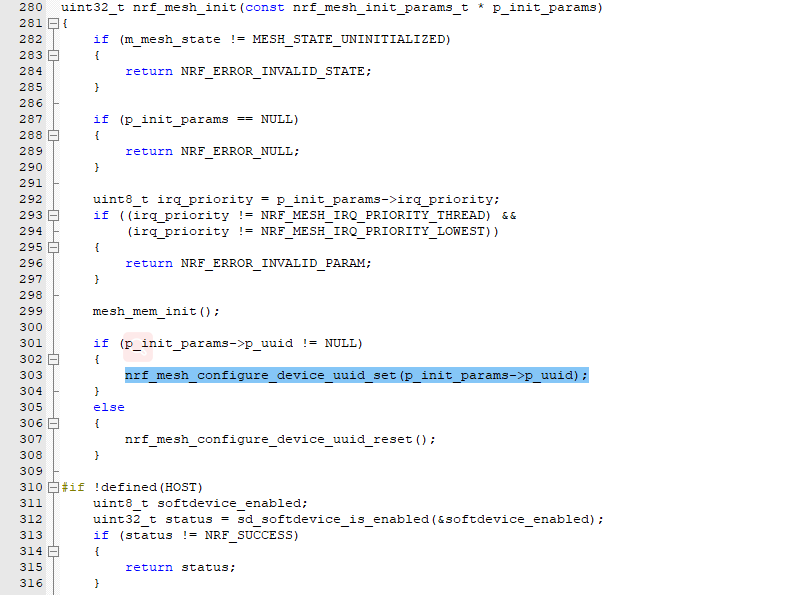 280 uint32_t nrf_mesh_init(const nrf_mesh_init_params_t * p_init_params)
281 {
282     if (m_mesh_state != MESH_STATE_UNINITIALIZED)
283     {
284         return NRF_ERROR_INVALID_STATE;
285     }
286
287     if (p_init_params == NULL)
288     {
289         return NRF_ERROR_NULL;
290     }
291
292     uint8_t irq_priority = p_init_params->irq_priority;
293     if ((irq_priority != NRF_MESH_IRQ_PRIORITY_THREAD) &&
294         (irq_priority != NRF_MESH_IRQ_PRIORITY_LOWEST))
295     {
296         return NRF_ERROR_INVALID_PARAM;
297     }
298
299     mesh_mem_init();
300
301     if (p_init_params->p_uuid != NULL)
302     {
303         nrf_mesh_configure_device_uuid_set(p_init_params->p_uuid);
304     }
305     else
306     {
307         nrf_mesh_configure_device_uuid_reset();
308     }
309
310 #if !defined(HOST)
311     uint8_t softdevice_enabled;
312     uint32_t status = sd_softdevice_is_enabled(&softdevice_enabled);
313     if (status != NRF_SUCCESS)
314     {
315         return status;
316     }